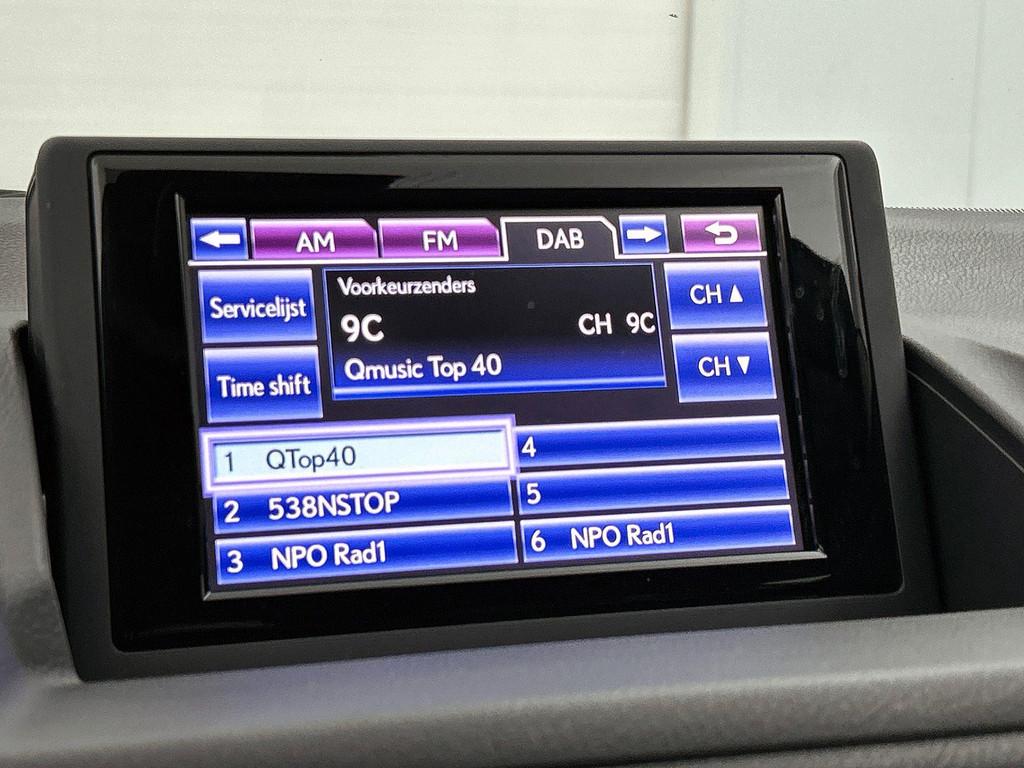 AM FM DAB
Servicelijst
Voorkeurzenders
9C CH 9C
Qmusic Top 40
CH ▲
Time shift
CH ▼
1 QTop40
4
2 538NSTOP
5
3 NPO Rad1
6 NPO Rad1